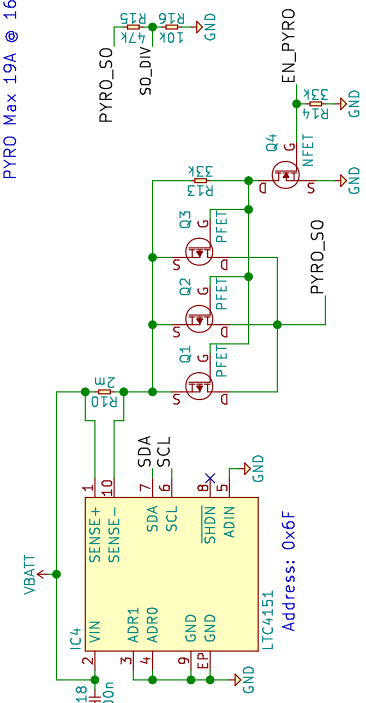 PYRO Max 19A @ 16
R15
47k
R16
10k
GND
PYRO_SO
SO_DIV
EN_PYRO
R14
33k
GND
Q4
NFET
G
D
S
GND
R13
33k
Q3
PFET
G
S
D
Q2
PFET
G
S
D
Q1
PFET
G
S
D
PYRO_SO
R10
2m
VBATT
SDA
SCL
GND
1
10
7
6
8
5
SENSE+
SENSE-
SDA
SCL
SHDN
ADIN
IC4
VIN
ADR1
ADR0
GND
GND
LTC4151
2
3
4
9
EP
GND
Address: 0x6F
18
00n